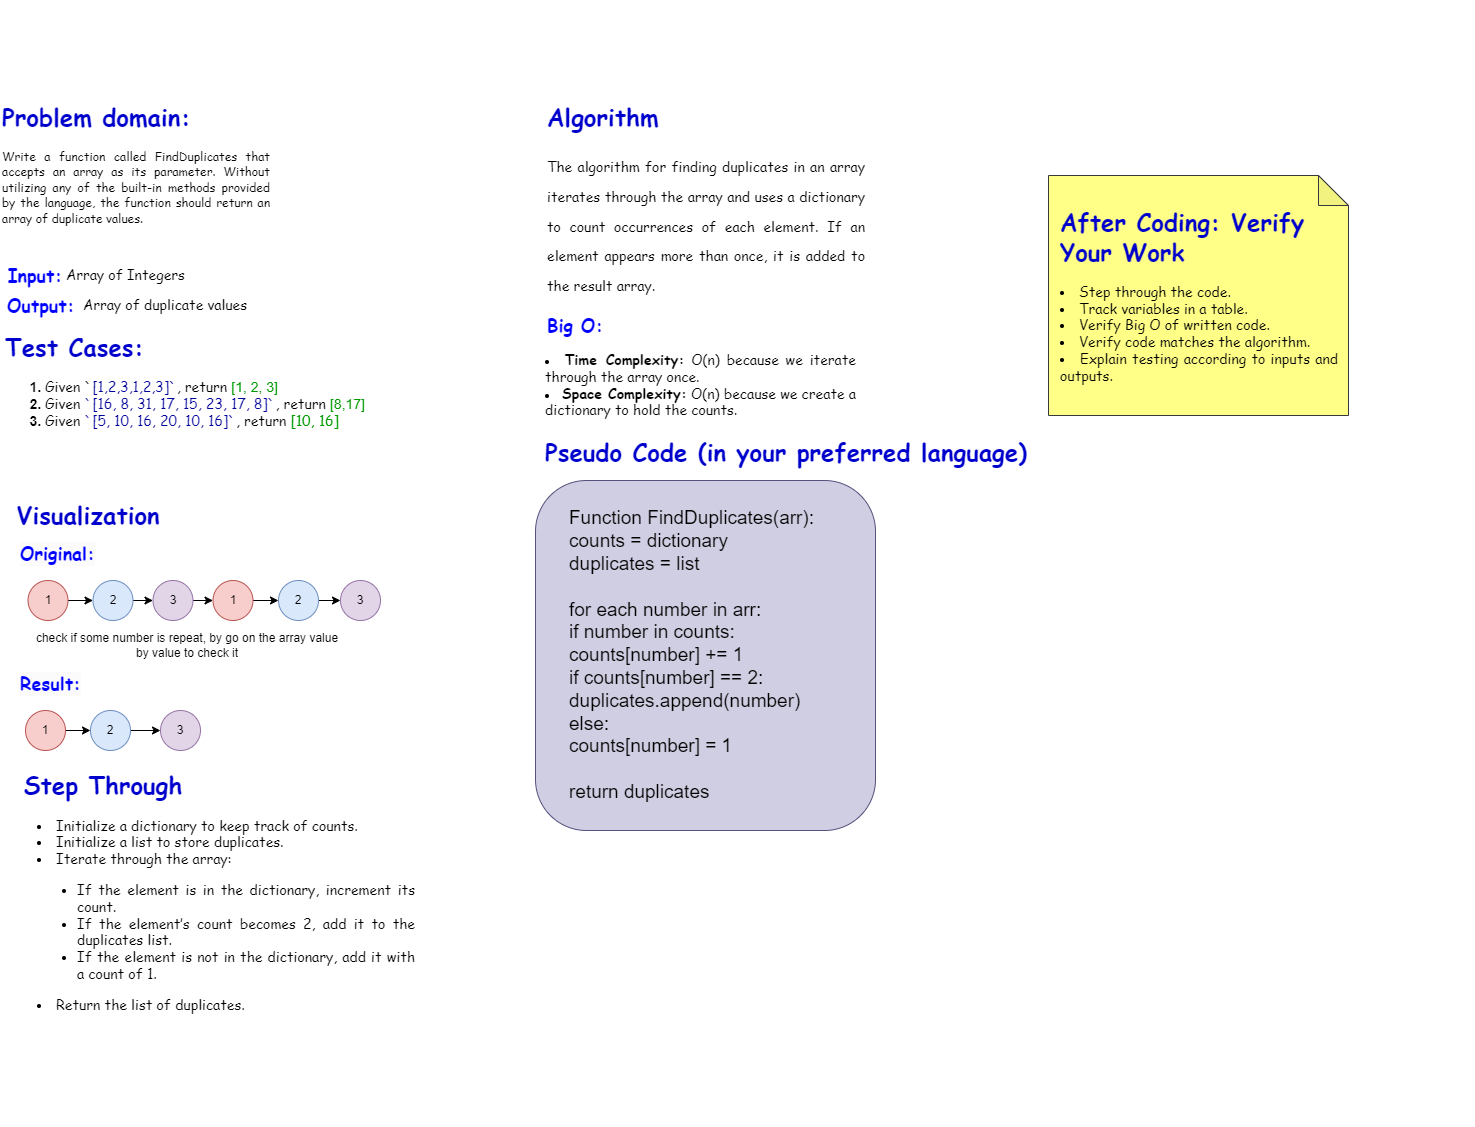 Problem domain:
Write a function called FindDuplicates that
accepts an array as its parameter. Without
utilizing any of the built-in methods provided
by the language, the function should return an
array of duplicate values.
Input: Array of Integers
Output: Array of duplicate values
Test Cases:
1. Given `[1,2,3,1,2,3]` , return [1, 2, 3]
2. Given `[16, 8, 31, 17, 15, 23, 17, 8]` , return [8,17]
3. Given `[5, 10, 16, 20, 10, 16]` , return [10, 16]
Visualization
Original:
1 2 3 1 2 3
check if some number is repeat, by go on the array value
by value to check it
Result:
1 2 3
Step Through
• Initialize a dictionary to keep track of counts.
• Initialize a list to store duplicates.
• Iterate through the array:
• If the element is in the dictionary, increment its
count.
• If the element's count becomes 2, add it to the
duplicates list.
• If the element is not in the dictionary, add it with
a count of 1.
• Return the list of duplicates.
Algorithm
The algorithm for finding duplicates in an array
iterates through the array and uses a dictionary
to count occurrences of each element. If an
element appears more than once, it is added to
the result array.
Big O:
• Time Complexity: O(n) because we iterate
through the array once.
• Space Complexity: O(n) because we create a
dictionary to hold the counts.
Pseudo Code (in your preferred language)
Function FindDuplicates(arr):
counts = dictionary
duplicates = list
for each number in arr:
if number in counts:
counts[number] += 1
if counts[number] == 2:
duplicates.append(number)
else:
counts[number] = 1
return duplicates
After Coding: Verify
Your Work
• Step through the code.
• Track variables in a table.
• Verify Big O of written code.
• Verify code matches the algorithm.
• Explain testing according to inputs and
outputs.